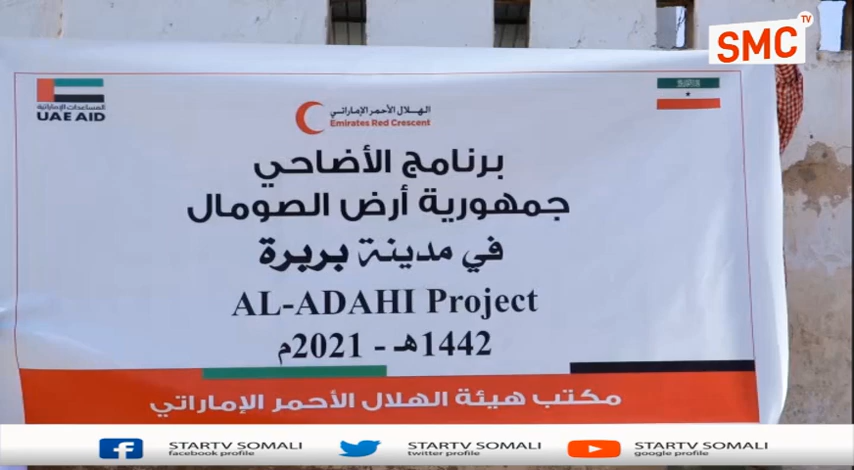 SMC TV
المساعدات الإماراتية
UAE AID
الهلال الأحمر الإماراتي
Emirates Red Crescent
برنامج الأضاحي
جمهورية أرض الصومال
في مدينة بربرة
AL-ADAHI Project
1442هـ - 2021م
مكتب هيئة الهلال الأحمر الإماراتي
STARTV SOMALI
facebook profile
STARTV SOMALI
twitter profile
STARTV SOMALI
google profile